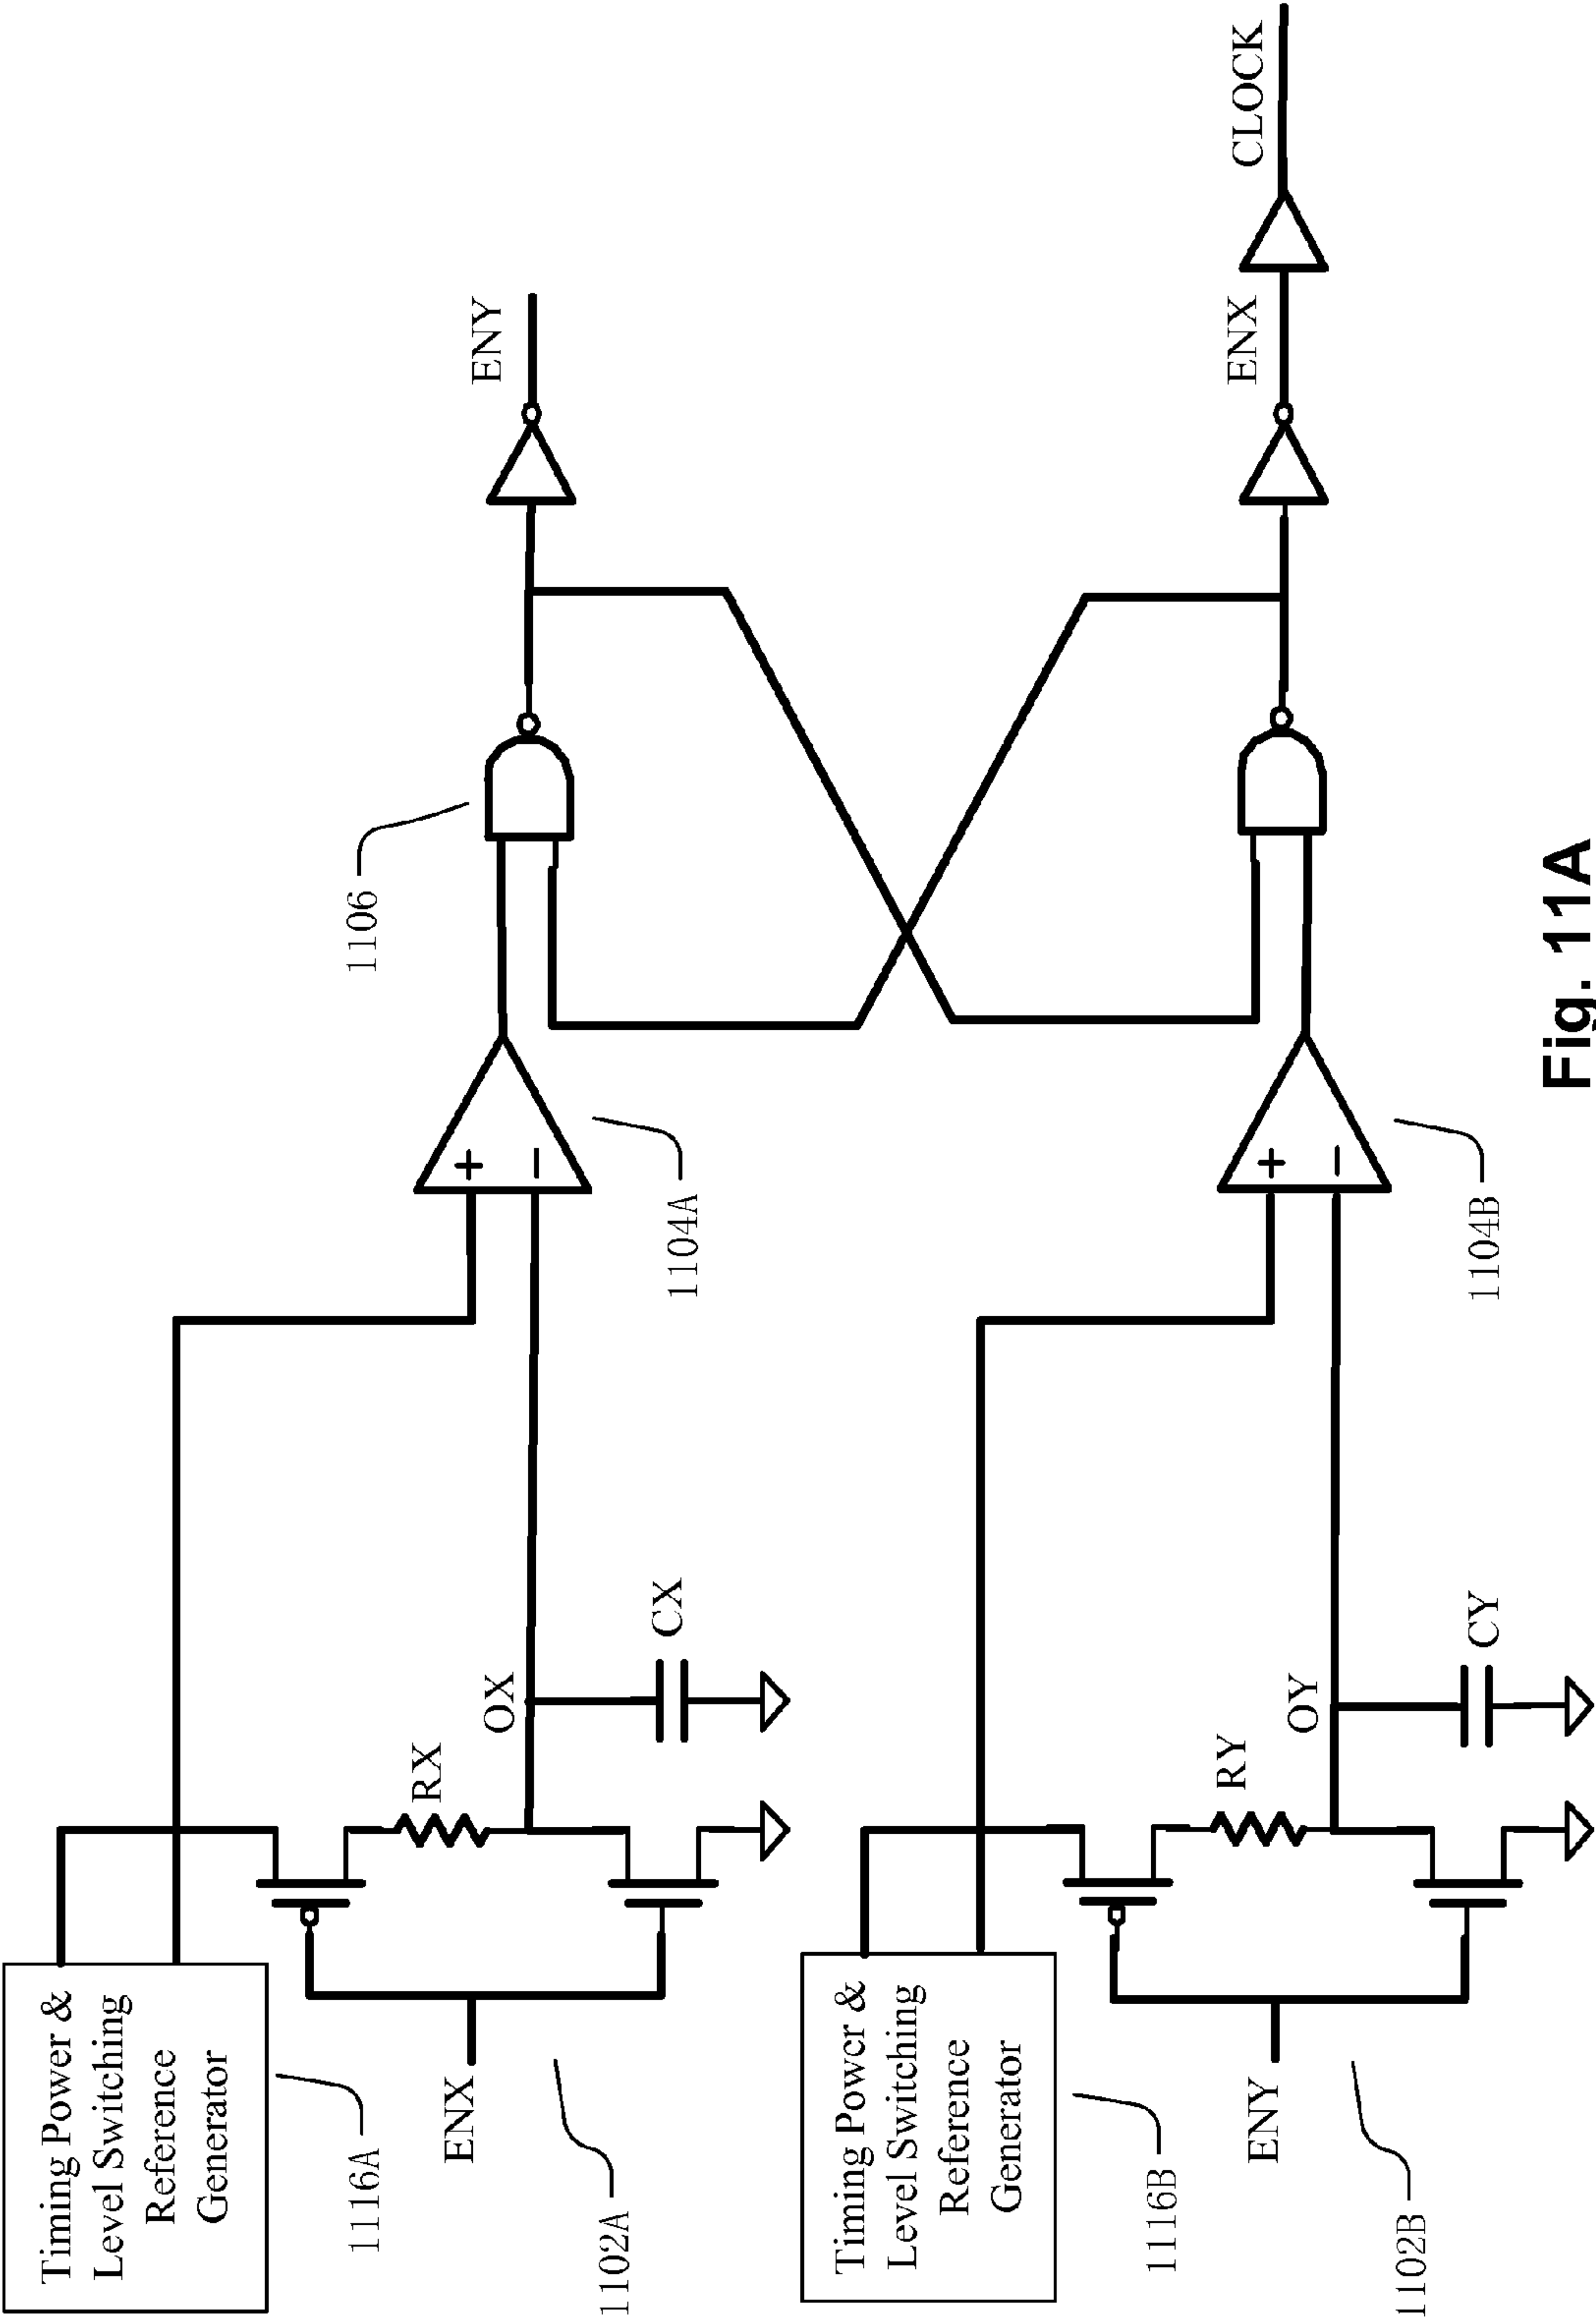 Timing Power &
Level Switching
Reference
Generator
1116A
ENX
1102A
RX
OX
CX
+
−
1104A
1106
ENY
Timing Power &
Level Switching
Reference
Generator
1116B
ENY
1102B
RY
OY
CY
+
−
1104B
ENX
CLOCK
Fig. 11A